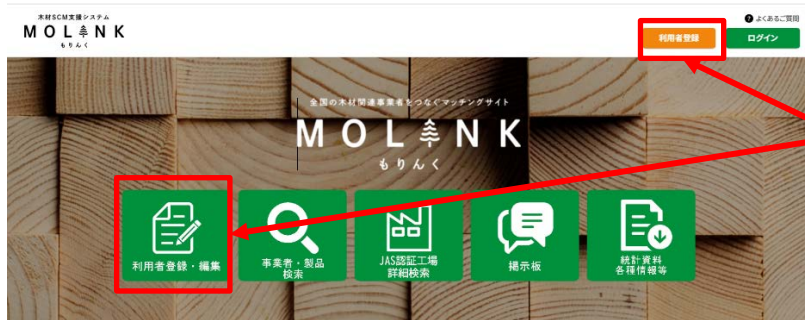 木材SCM支援システム
MOLINK
もりんく
よくあるご質問
利用者登録
ログイン
全国の木材関連事業者をつなぐマッチングサイト
MOLINK
もりんく
利用者登録・編集
事業者・製品
検索
JAS認証工場
詳細検索
掲示板
統計資料
各種情報等